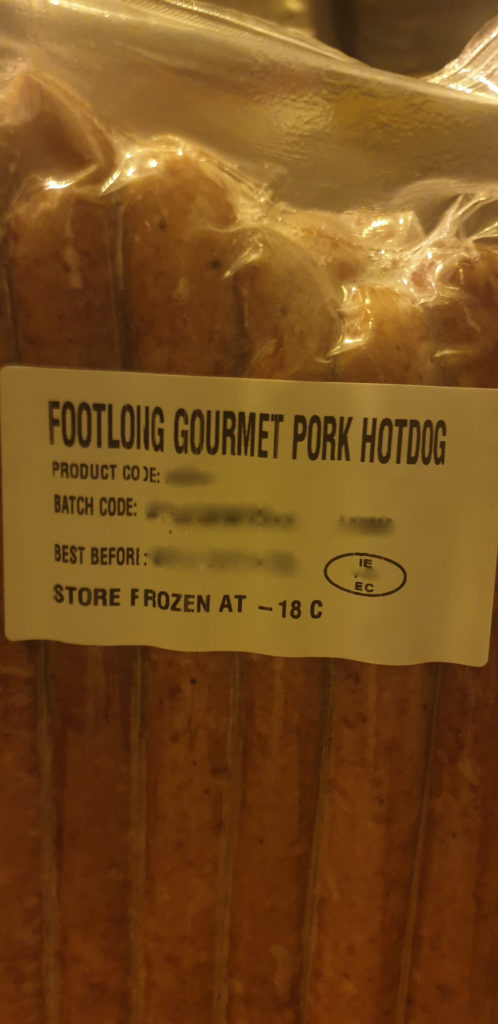 FOOTLONG GOURMET PORK HOTDOG
PRODUCT CODE:
BATCH CODE:
BEST BEFORE:
IE
EC
STORE FROZEN AT -18 C